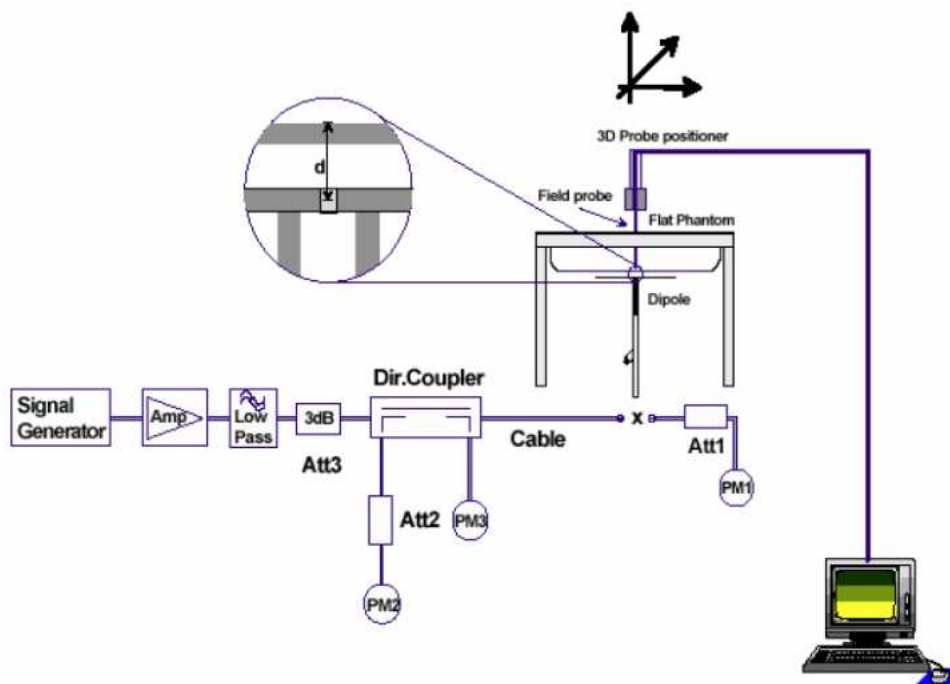 3D Probe positioner
d
Field probe
Flat Phantom
Dipole
Dir.Coupler
Signal
Generator
Amp
Low
Pass
3dB
Att3
Cable
x
Att1
PM1
Att2
PM3
PM2